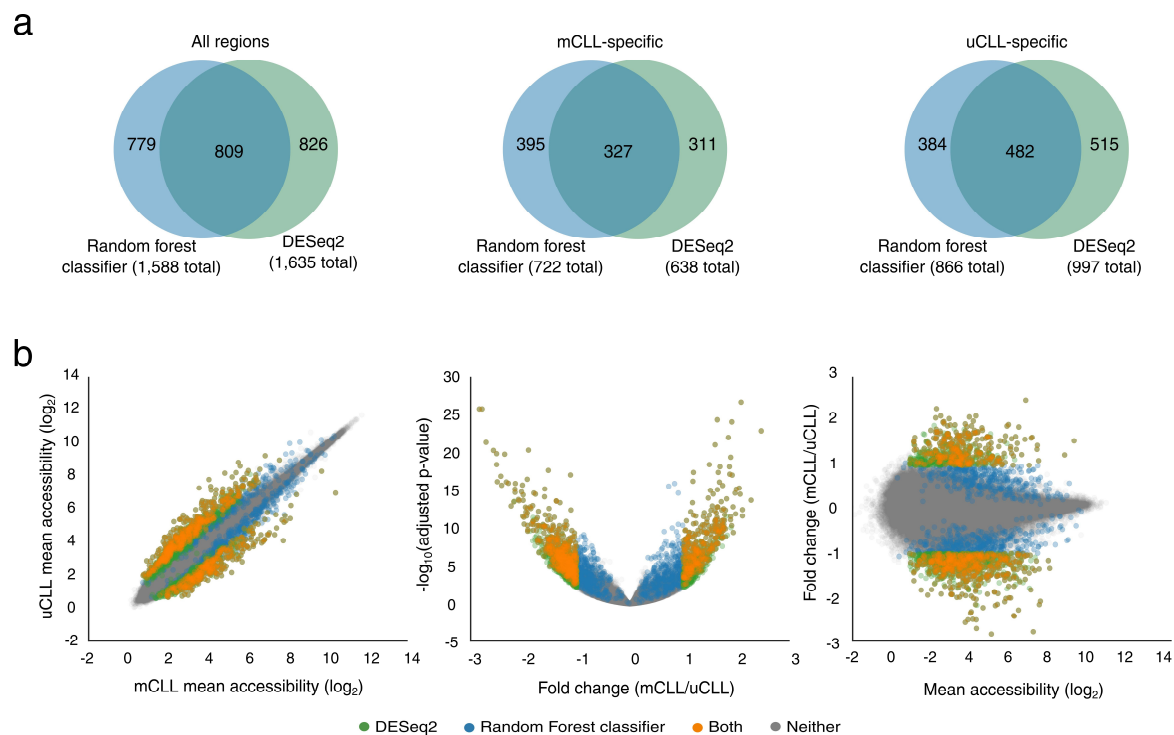 a
All regions
779
809
826
Random forest
classifier (1,588 total)
DESeq2
(1,635 total)
mCLL-specific
395
327
311
Random forest
classifier (722 total)
DESeq2
(638 total)
uCLL-specific
384
482
515
Random forest
classifier (866 total)
DESeq2
(997 total)
b
uCLL mean accessibility (log2)
14
12
10
8
6
4
2
0
-2
-2 0 2 4 6 8 10 12 14
mCLL mean accessibility (log2)
-log10(adjusted p-value)
30
25
20
15
10
5
0
-5
-3 -2 -1 0 1 2 3
Fold change (mCLL/uCLL)
Fold change (mCLL/uCLL)
3
2
1
0
-1
-2
-3
-2 0 -2 4 6 8 10 12 14
Mean accessibility (log2)
DESeq2 Random Forest classifier Both Neither